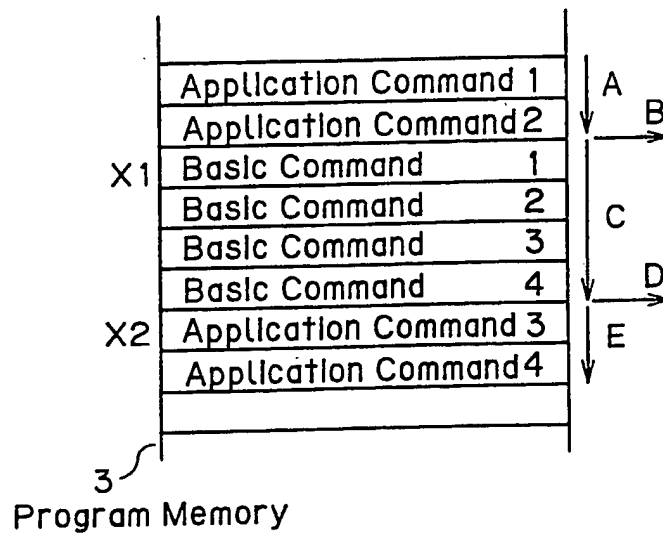 Application Command 1
Application Command 2
X1 Basic Command 1
Basic Command 2
Basic Command 3
Basic Command 4
X2 Application Command 3
Application Command 4
A
B
C
D
E
3
Program Memory